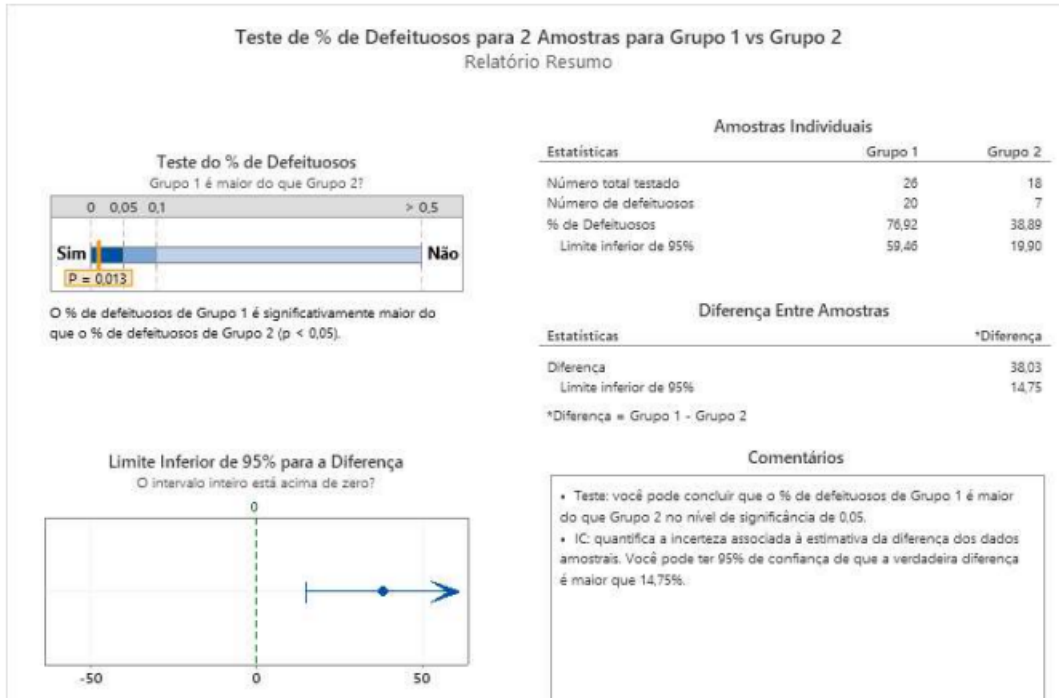 Teste de % de Defeituosos para 2 Amostras para Grupo 1 vs Grupo 2
Relatório Resumo
Teste do % de Defeituosos
Grupo 1 é maior do que Grupo 2?
0 0,05 0,1 > 0,5
Sim Não
P = 0,013
O % de defeituosos de Grupo 1 é significativamente maior do
que o % de defeituosos de Grupo 2 (p < 0,05).
Limite Inferior de 95% para a Diferença
O intervalo inteiro está acima de zero?
0
-50 0 50
Amostras Individuais
Estatísticas Grupo 1 Grupo 2
Número total testado 26 18
Número de defeituosos 20 7
% de Defeituosos 76,92 38,89
Limite inferior de 95% 59,46 19,90
Diferença Entre Amostras
Estatísticas *Diferença
Diferença 38,03
Limite inferior de 95% 14,75
*Diferença = Grupo 1 - Grupo 2
Comentários
• Teste: você pode concluir que o % de defeituosos de Grupo 1 é maior
do que Grupo 2 no nível de significância de 0,05.
• IC: quantifica a incerteza associada à estimativa da diferença dos dados
amostrais. Você pode ter 95% de confiança de que a verdadeira diferença
é maior que 14,75%.